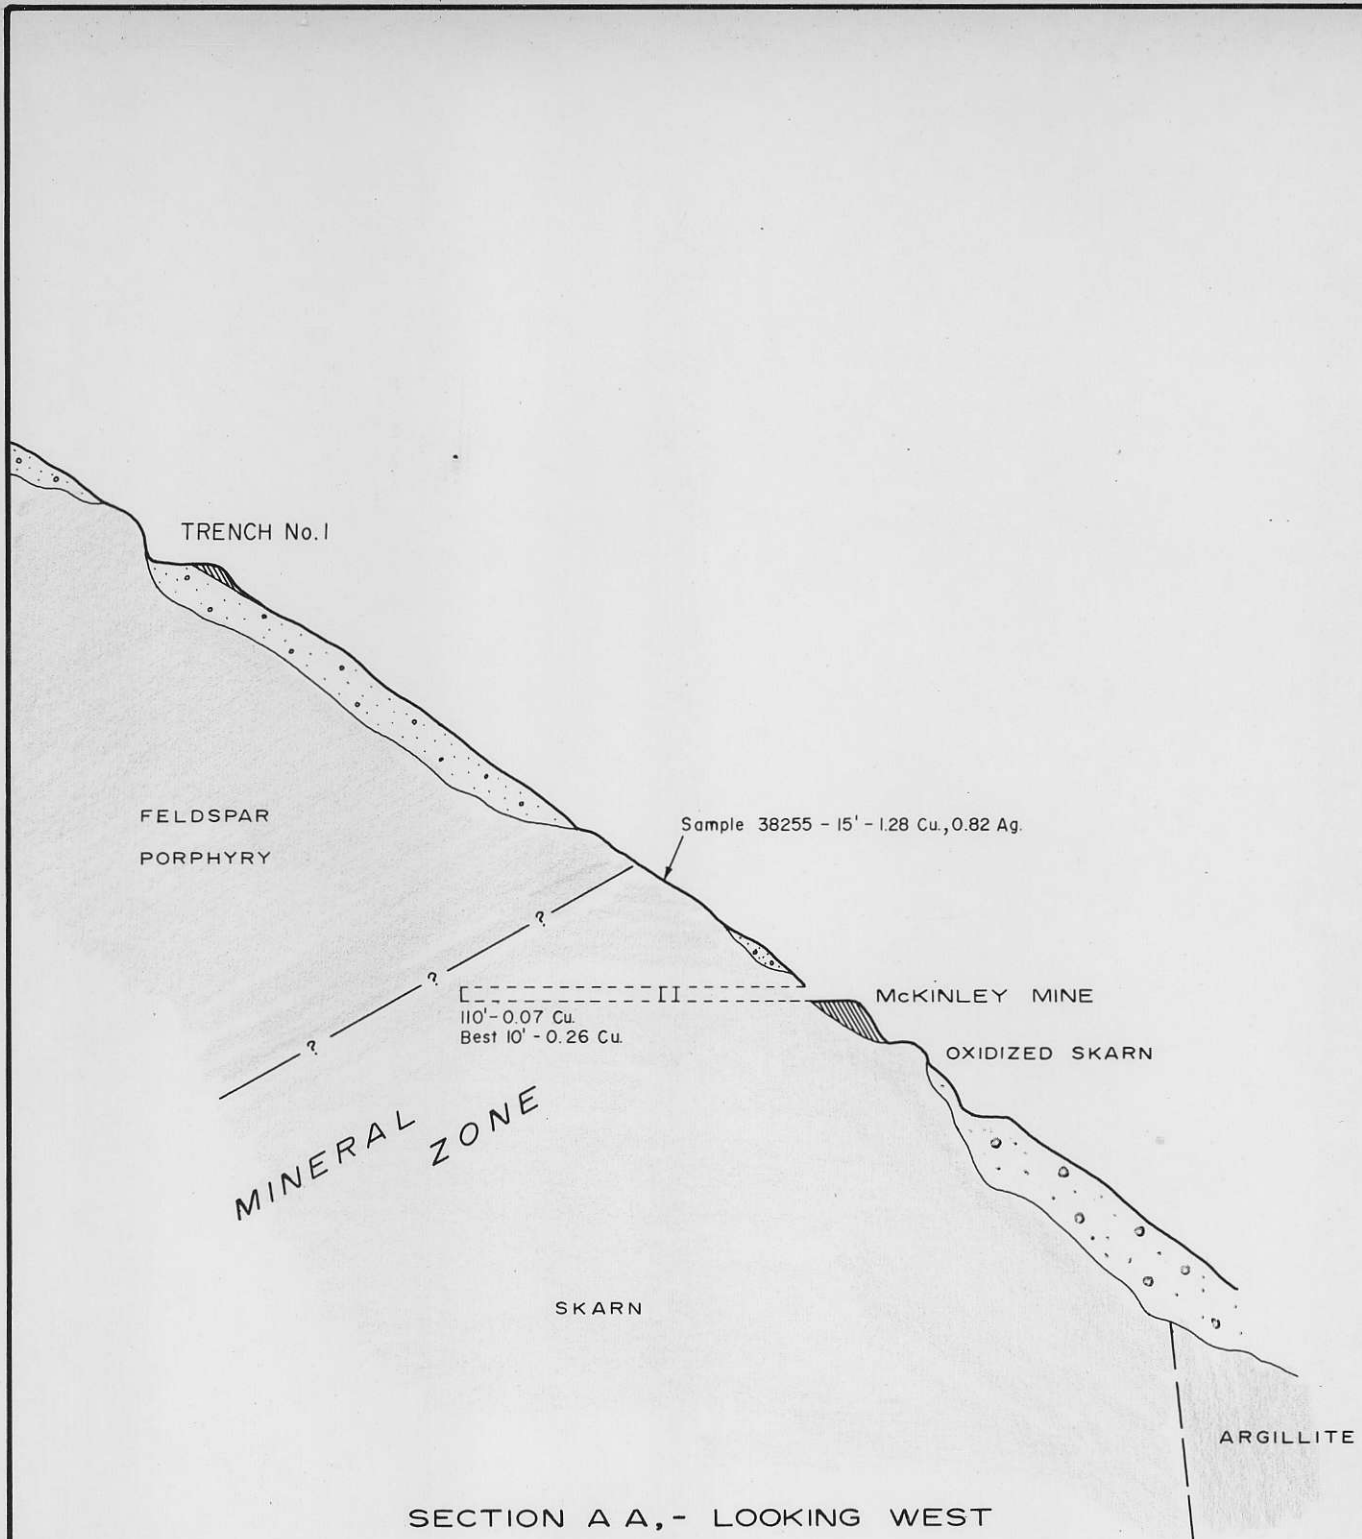 TRENCH No.1
FELDSPAR
PORPHYRY
Sample 38255 - 15' - 1.28 Cu., 0.82 Ag.
?
?
?
110' - 0.07 Cu.
Best 10' - 0.26 Cu.
McKINLEY MINE
OXIDIZED SKARN
MINERAL
ZONE
SKARN
ARGILLITE
SECTION A A, - LOOKING WEST